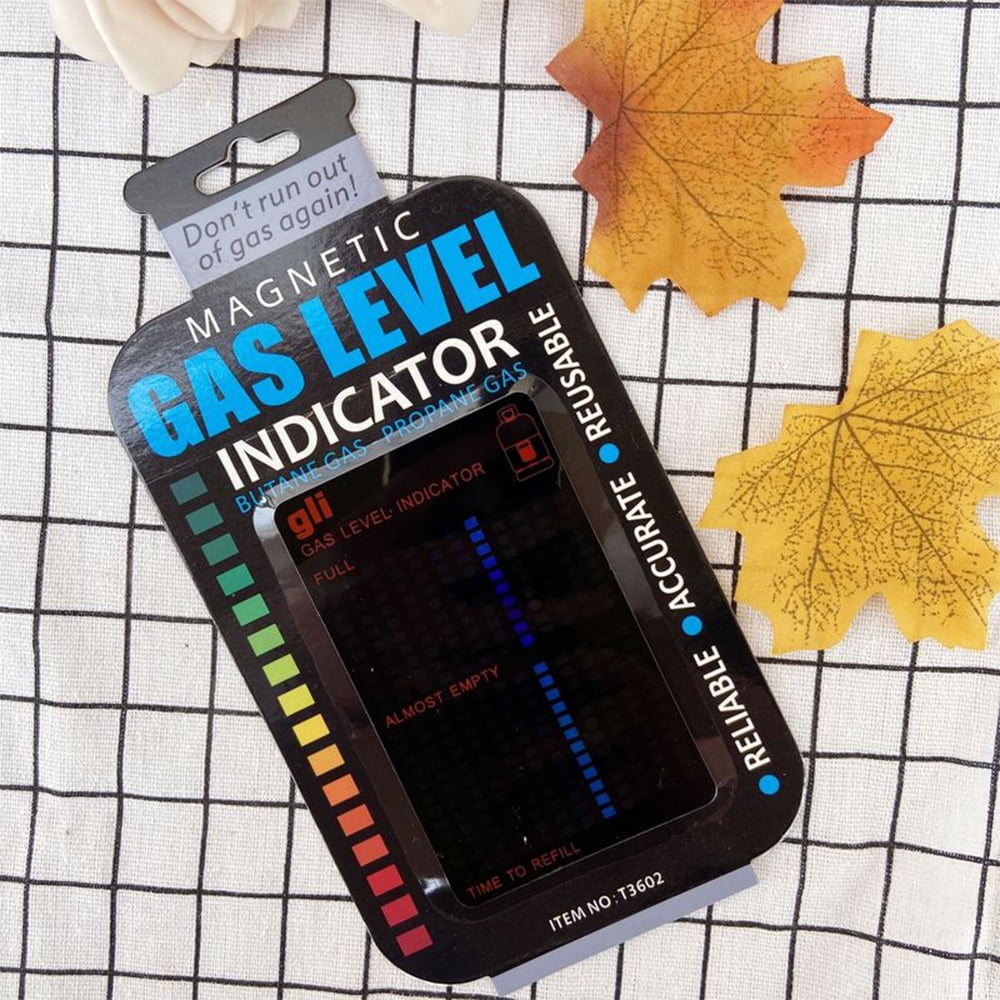 Don't run out
of gas again!
MAGNETIC
GAS LEVEL
INDICATOR
BUTANE GAS PROPANE GAS
gli
GAS LEVEL INDICATOR
FULL
ALMOST EMPTY
TIME TO REFILL
RELIABLE ● ACCURATE ● REUSABLE
ITEM NO: T3602